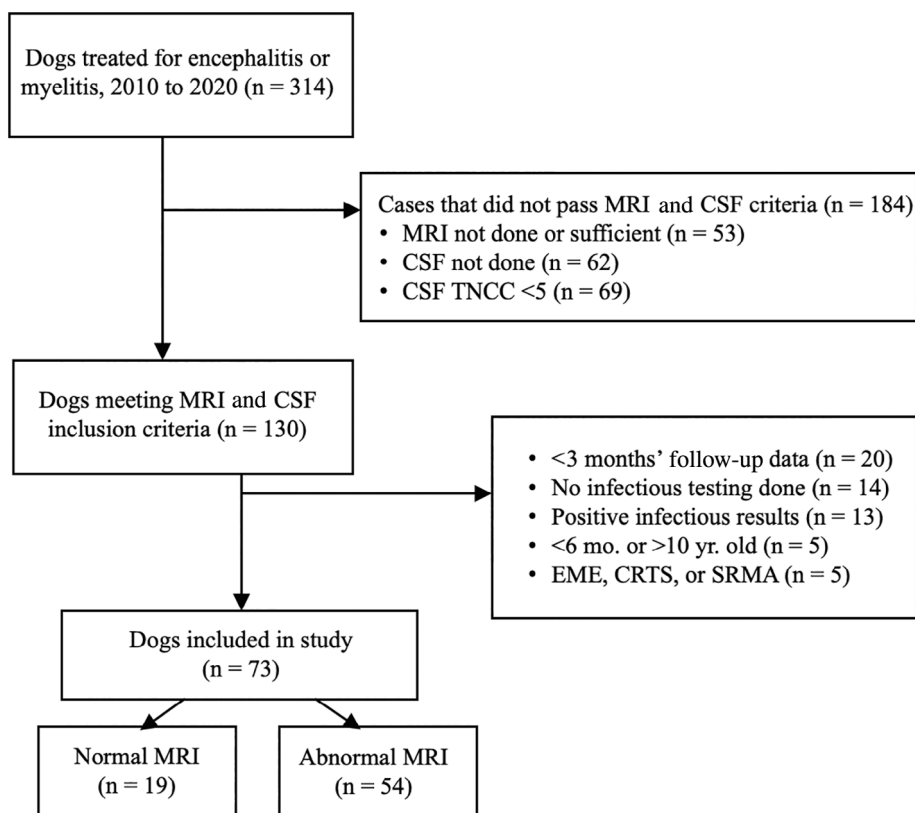 Dogs treated for encephalitis or
myelitis, 2010 to 2020 (n = 314)
Cases that did not pass MRI and CSF criteria (n = 184)
• MRI not done or sufficient (n = 53)
• CSF not done (n = 62)
• CSF TNCC <5 (n = 69)
Dogs meeting MRI and CSF
inclusion criteria (n = 130)
• <3 months’ follow-up data (n = 20)
• No infectious testing done (n = 14)
• Positive infectious results (n = 13)
• <6 mo. or >10 yr. old (n = 5)
• EME, CRTS, or SRMA (n = 5)
Dogs included in study
(n = 73)
Normal MRI
(n = 19)
Abnormal MRI
(n = 54)